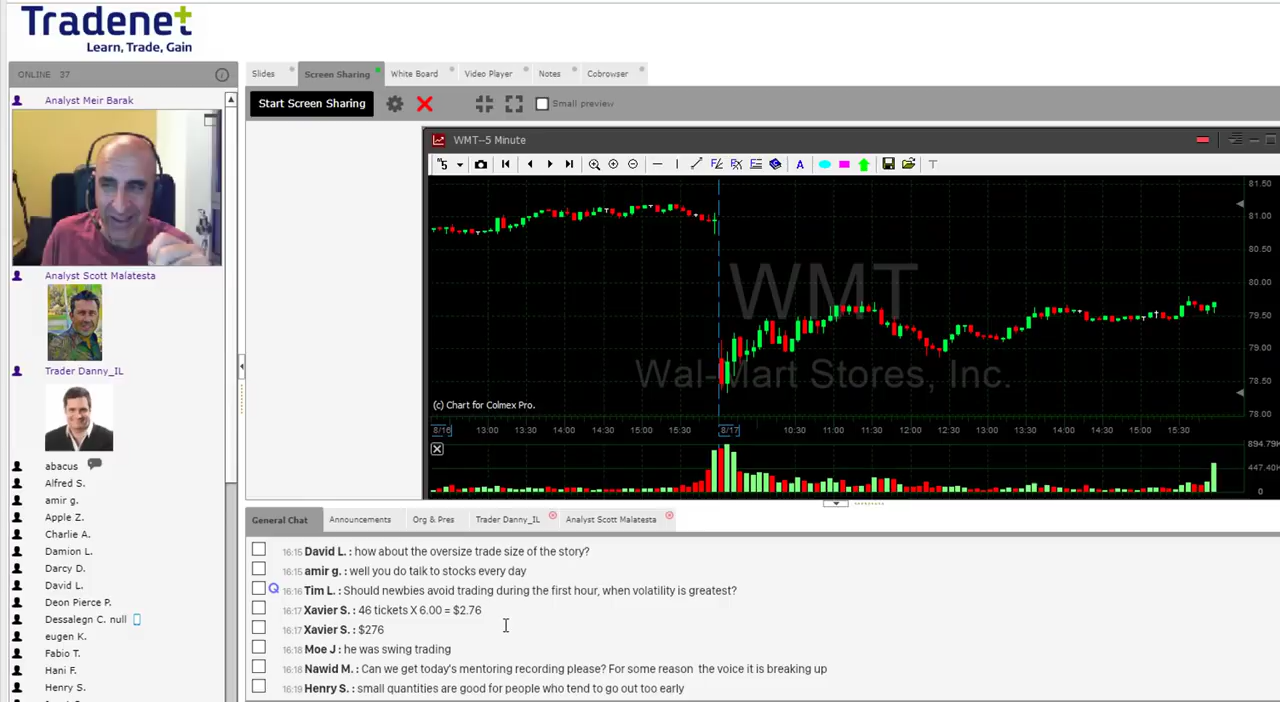 Tradenet
Learn, Trade, Gain
ONLINE 37
Slides
Screen Sharing
White Board
Video Player
Notes
Cobrowser
Analyst Meir Barak
Start Screen Sharing
Small preview
WMT--5 Minute
5
A
T
81.50
81.00
80.50
80.00
79.50
79.00
78.50
78.00
WMT
Wal-Mart Stores, Inc.
(c) Chart for Colmex Pro.
8/16 13:00 13:30 14:00 14:30 15:00 15:30 8/17 10:30 11:00 11:30 12:00 12:30 13:00 13:30 14:00 14:30 15:00 15:30
894.79K
447.40K
0
Analyst Scott Malatesta
Trader Danny_IL
abacus
Alfred S.
amir g.
Apple Z.
Charlie A.
Damion L.
Darcy D.
David L.
Deon Pierce P.
Dessalegn C. null
eugen K.
Fabio T.
Hani F.
Henry S.
General Chat
Announcements
Org & Pres
Trader Danny_IL
Analyst Scott Malatesta
16:15 David L. : how about the oversize trade size of the story?
16:15 amir g. : well you do talk to stocks every day
Q 16:16 Tim L. : Should newbies avoid trading during the first hour, when volatility is greatest?
16:17 Xavier S. : 46 tickets X 6.00 = $2.76
16:17 Xavier S. : $276
16:18 Moe J : he was swing trading
16:18 Nawid M. : Can we get today's mentoring recording please? For some reason the voice it is breaking up
16:19 Henry S. : small quantities are good for people who tend to go out too early